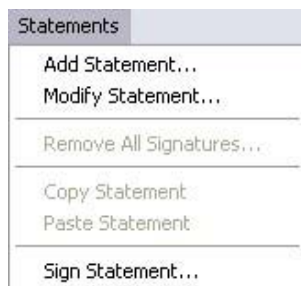 Statements
Add Statement...
Modify Statement...
Remove All Signatures...
Copy Statement
Paste Statement
Sign Statement...